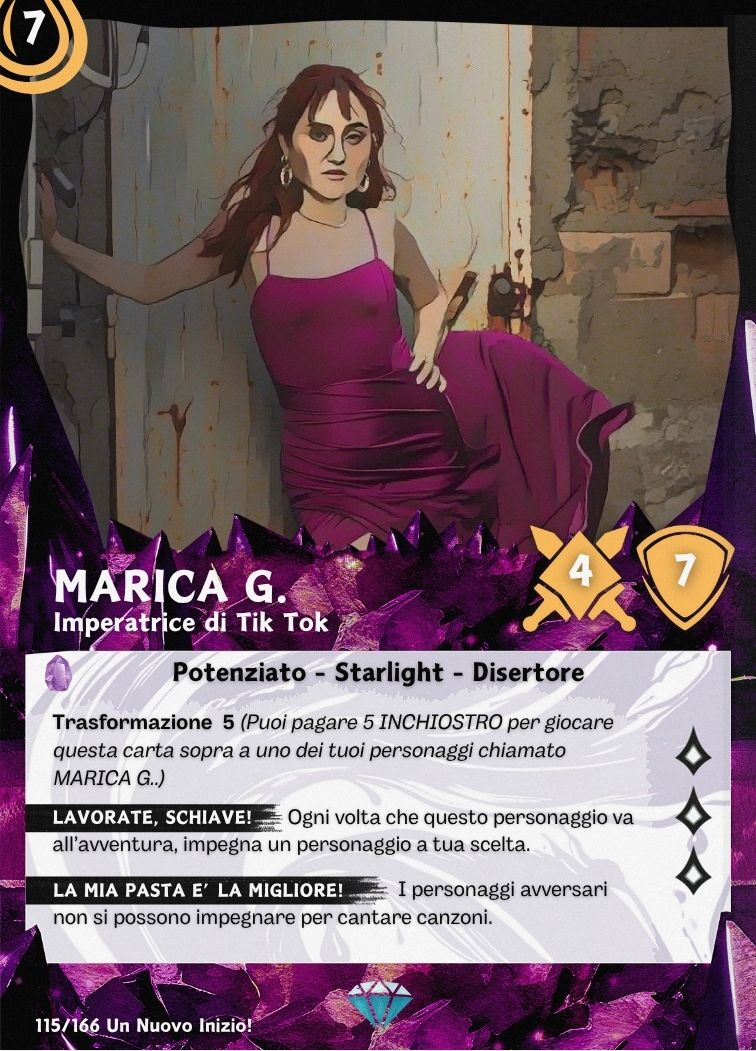 7
MARICA G.
Imperatrice di Tik Tok
4
7
Potenziato - Starlight - Disertore
Trasformazione 5 (Puoi pagare 5 INCHIOSTRO per giocare
questa carta sopra a uno dei tuoi personaggi chiamato
MARICA G..)
LAVORATE, SCHIAVE! Ogni volta che questo personaggio va
all'avventura, impegna un personaggio a tua scelta.
LA MIA PASTA E' LA MIGLIORE! I personaggi avversari
non si possono impegnare per cantare canzoni.
115/166 Un Nuovo Inizio!